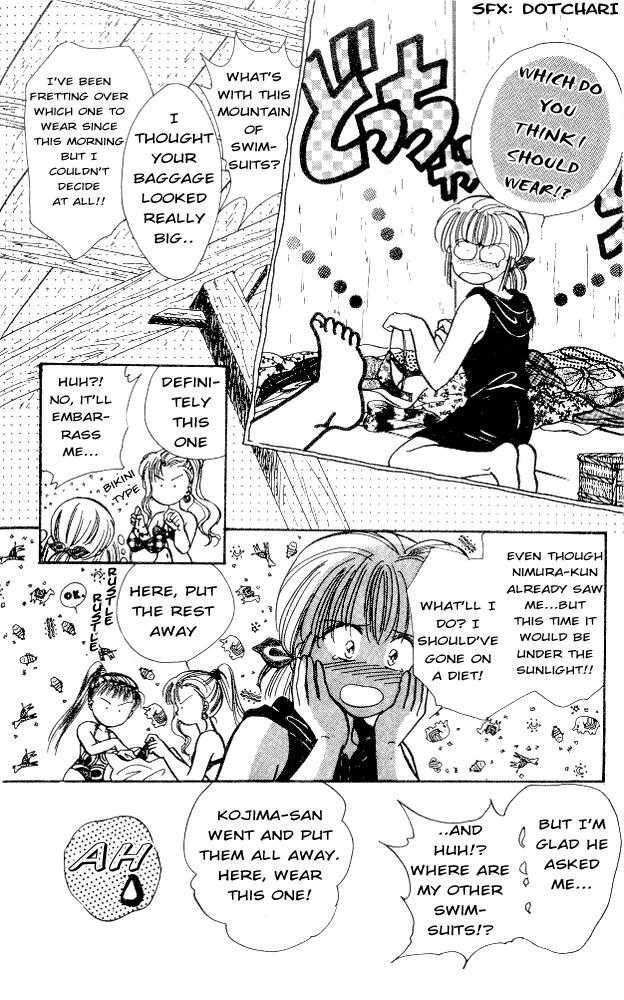 SFX: DOTCHARI
WHICH DO
YOU
THINK I
SHOULD
WEAR!?
どっちゃ
WHAT'S
WITH THIS
MOUNTAIN
OF
SWIM-
SUITS?
I
THOUGHT
YOUR
BAGGAGE
LOOKED
REALLY
BIG..
I'VE BEEN
FRETTING OVER
WHICH ONE TO
WEAR SINCE
THIS MORNING
BUT I
COULDN'T
DECIDE
AT ALL!!
DEFINI-
TELY
THIS
ONE
HUH?!
NO, IT'LL
EMBAR-
RASS
ME...
BIKINI
TYPE
EVEN THOUGH
NIMURA-KUN
ALREADY SAW
ME...BUT
THIS TIME IT
WOULD BE
UNDER THE
SUNLIGHT!!
WHAT'LL I
DO? I
SHOULD'VE
GONE ON
A DIET!
HERE, PUT
THE REST
AWAY
RUSTLE
RUSTLE
OK.
BUT I'M
GLAD HE
ASKED
ME...
..AND
HUH!?
WHERE ARE
MY OTHER
SWIM-
SUITS!?
KOJIMA-SAN
WENT AND PUT
THEM ALL AWAY.
HERE, WEAR
THIS ONE!
AH